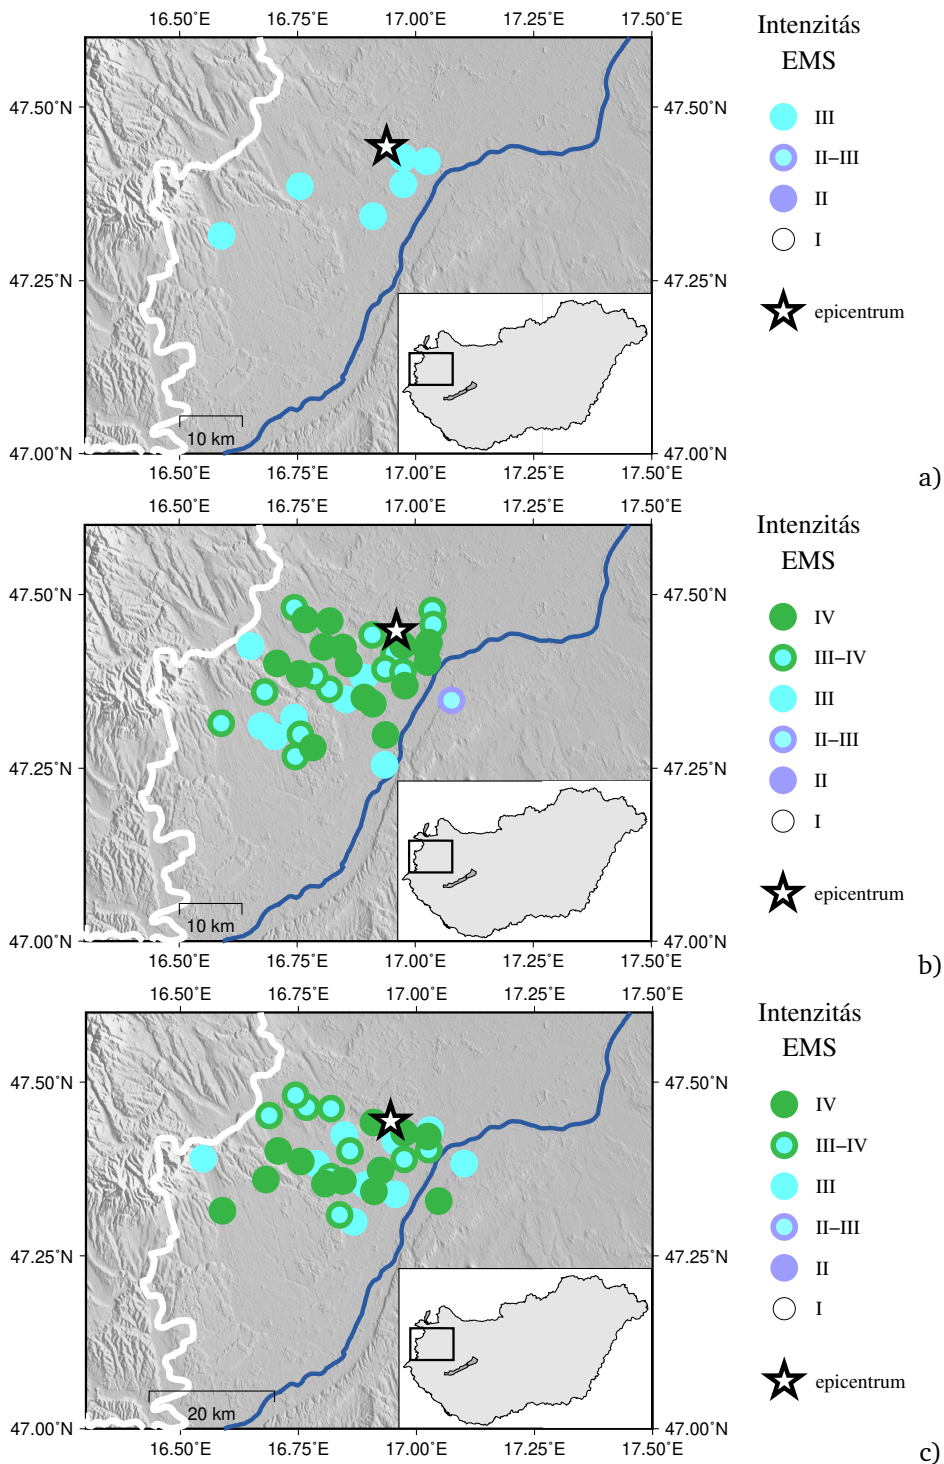 16.50°E 16.75°E 17.00°E 17.25°E 17.50°E
Intenzitás
EMS
47.50°N 47.50°N
III
II–III
II
I
47.25°N 47.25°N
epicentrum
10 km
47.00°N 47.00°N
16.50°E 16.75°E 17.00°E 17.25°E 17.50°E
a)
16.50°E 16.75°E 17.00°E 17.25°E 17.50°E
Intenzitás
EMS
47.50°N 47.50°N
IV
III–IV
III
II–III
II
I
47.25°N 47.25°N
epicentrum
10 km
47.00°N 47.00°N
16.50°E 16.75°E 17.00°E 17.25°E 17.50°E
b)
16.50°E 16.75°E 17.00°E 17.25°E 17.50°E
Intenzitás
EMS
47.50°N 47.50°N
IV
III–IV
III
II–III
II
I
47.25°N 47.25°N
epicentrum
20 km
47.00°N 47.00°N
16.50°E 16.75°E 17.00°E 17.25°E 17.50°E
c)